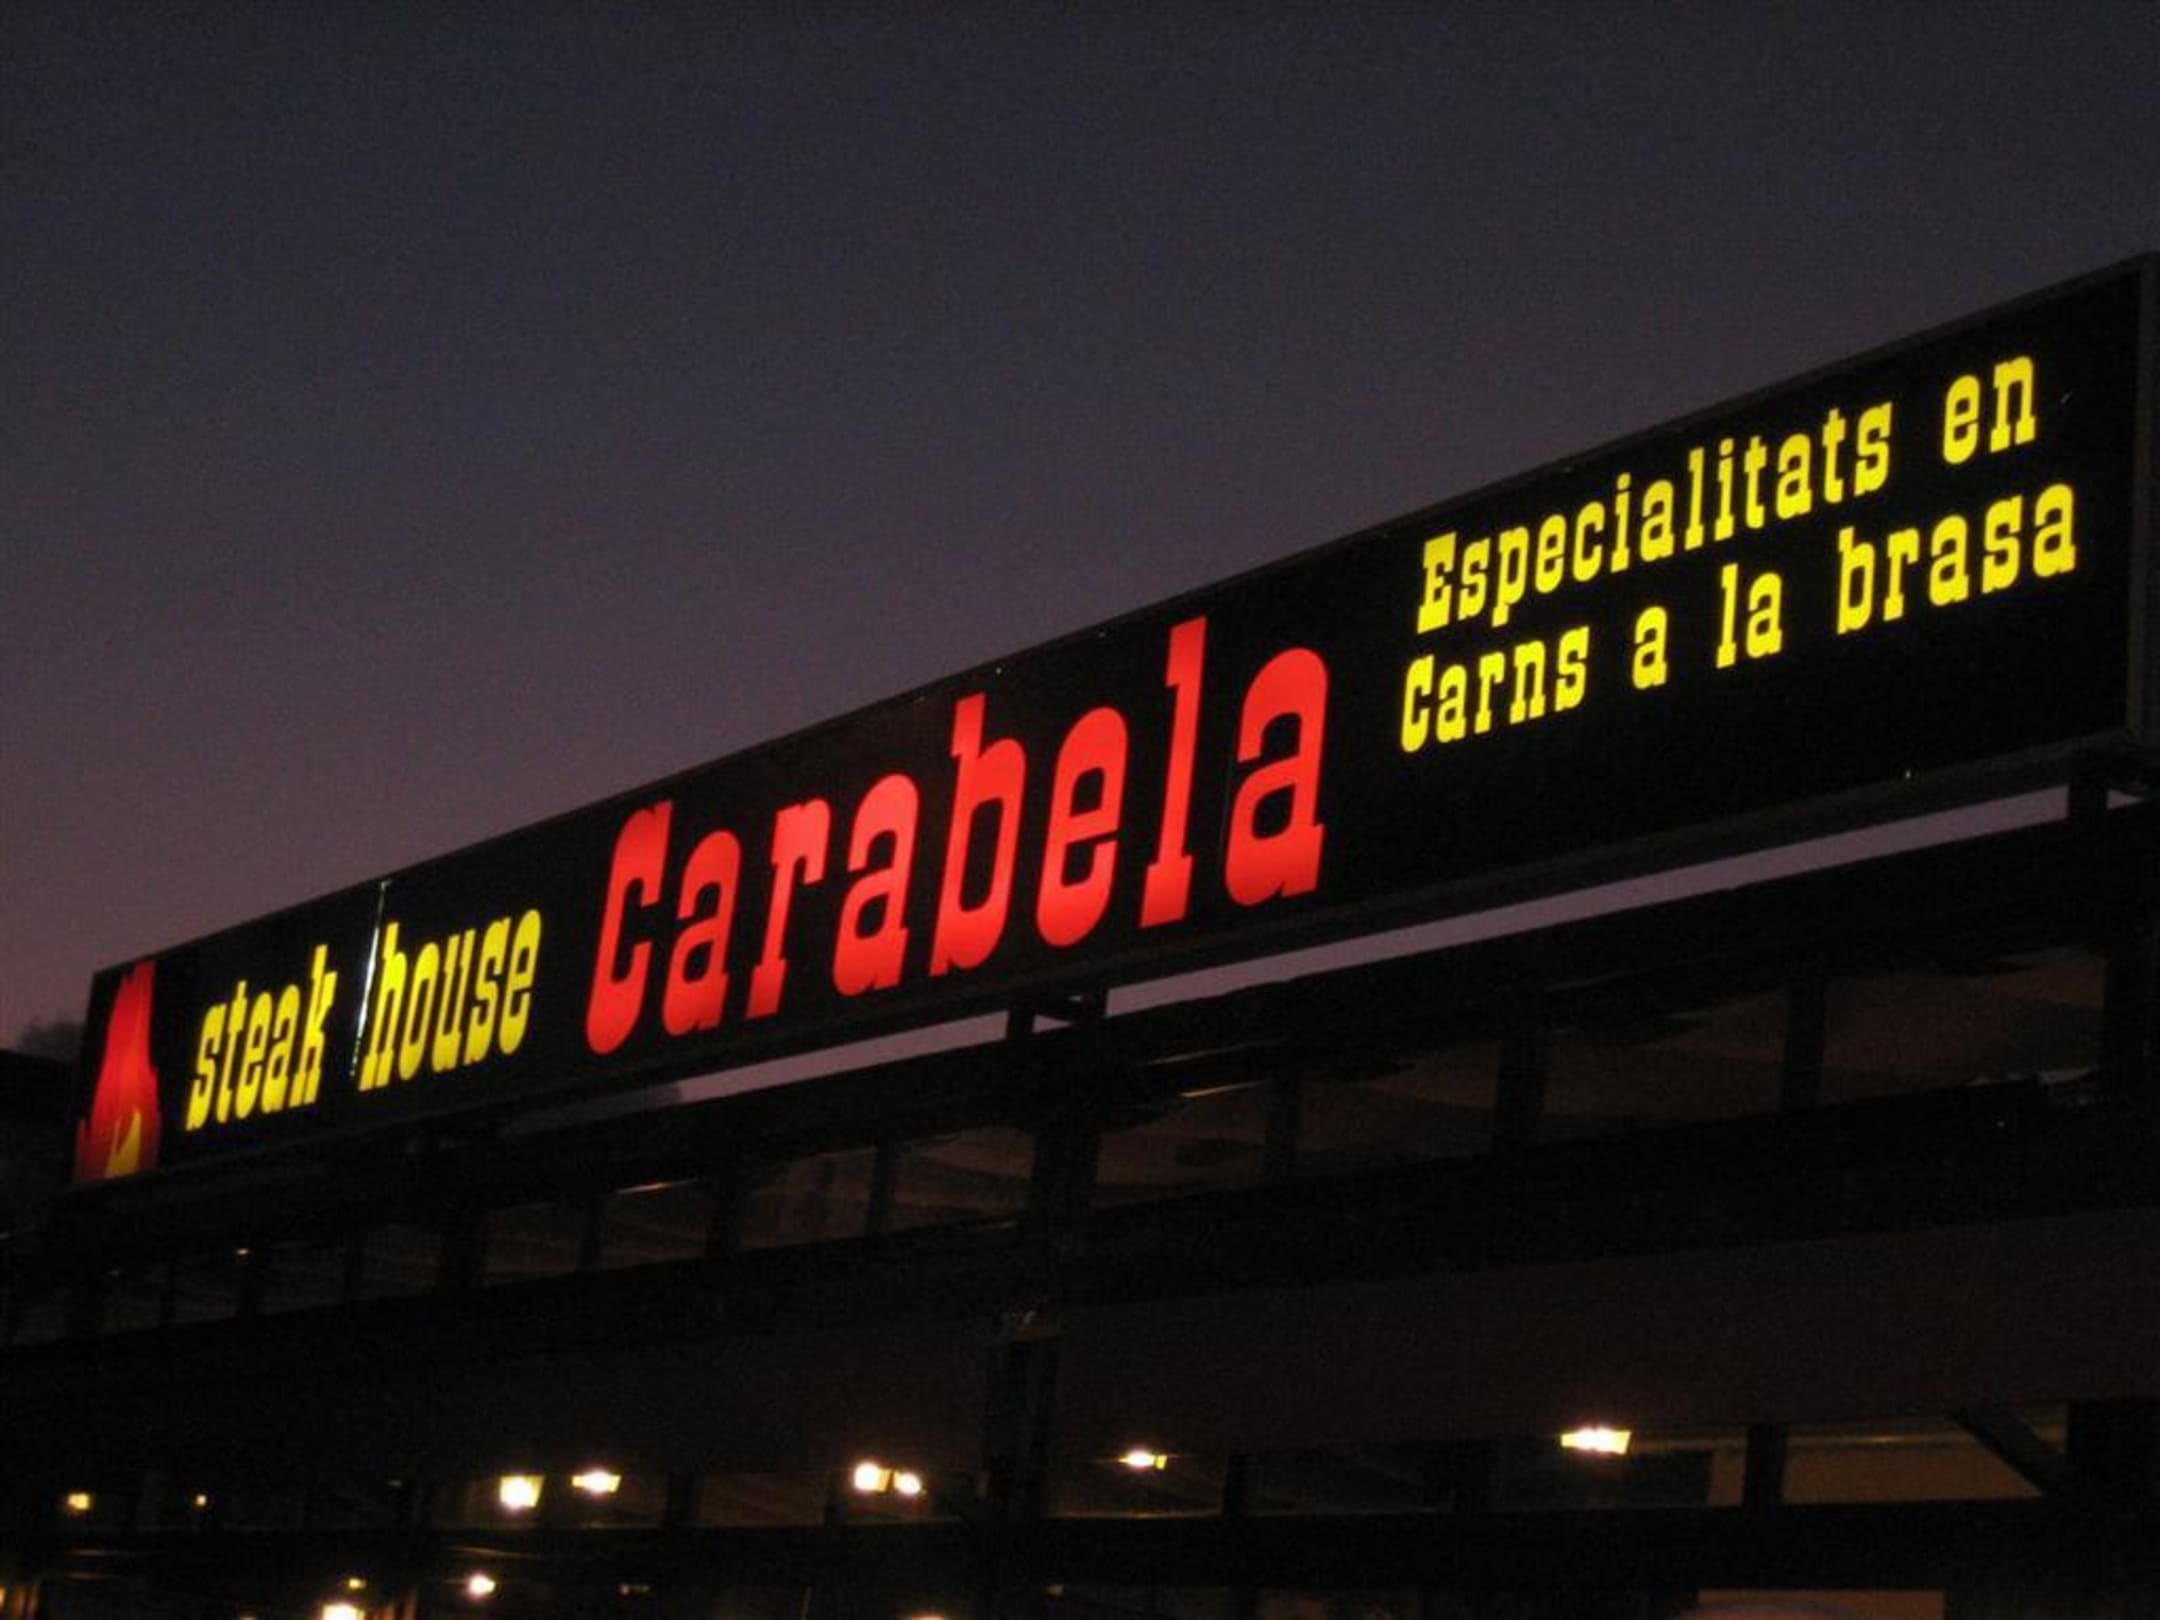 steak house Carabela
Especialitats en
Carns a la brasa